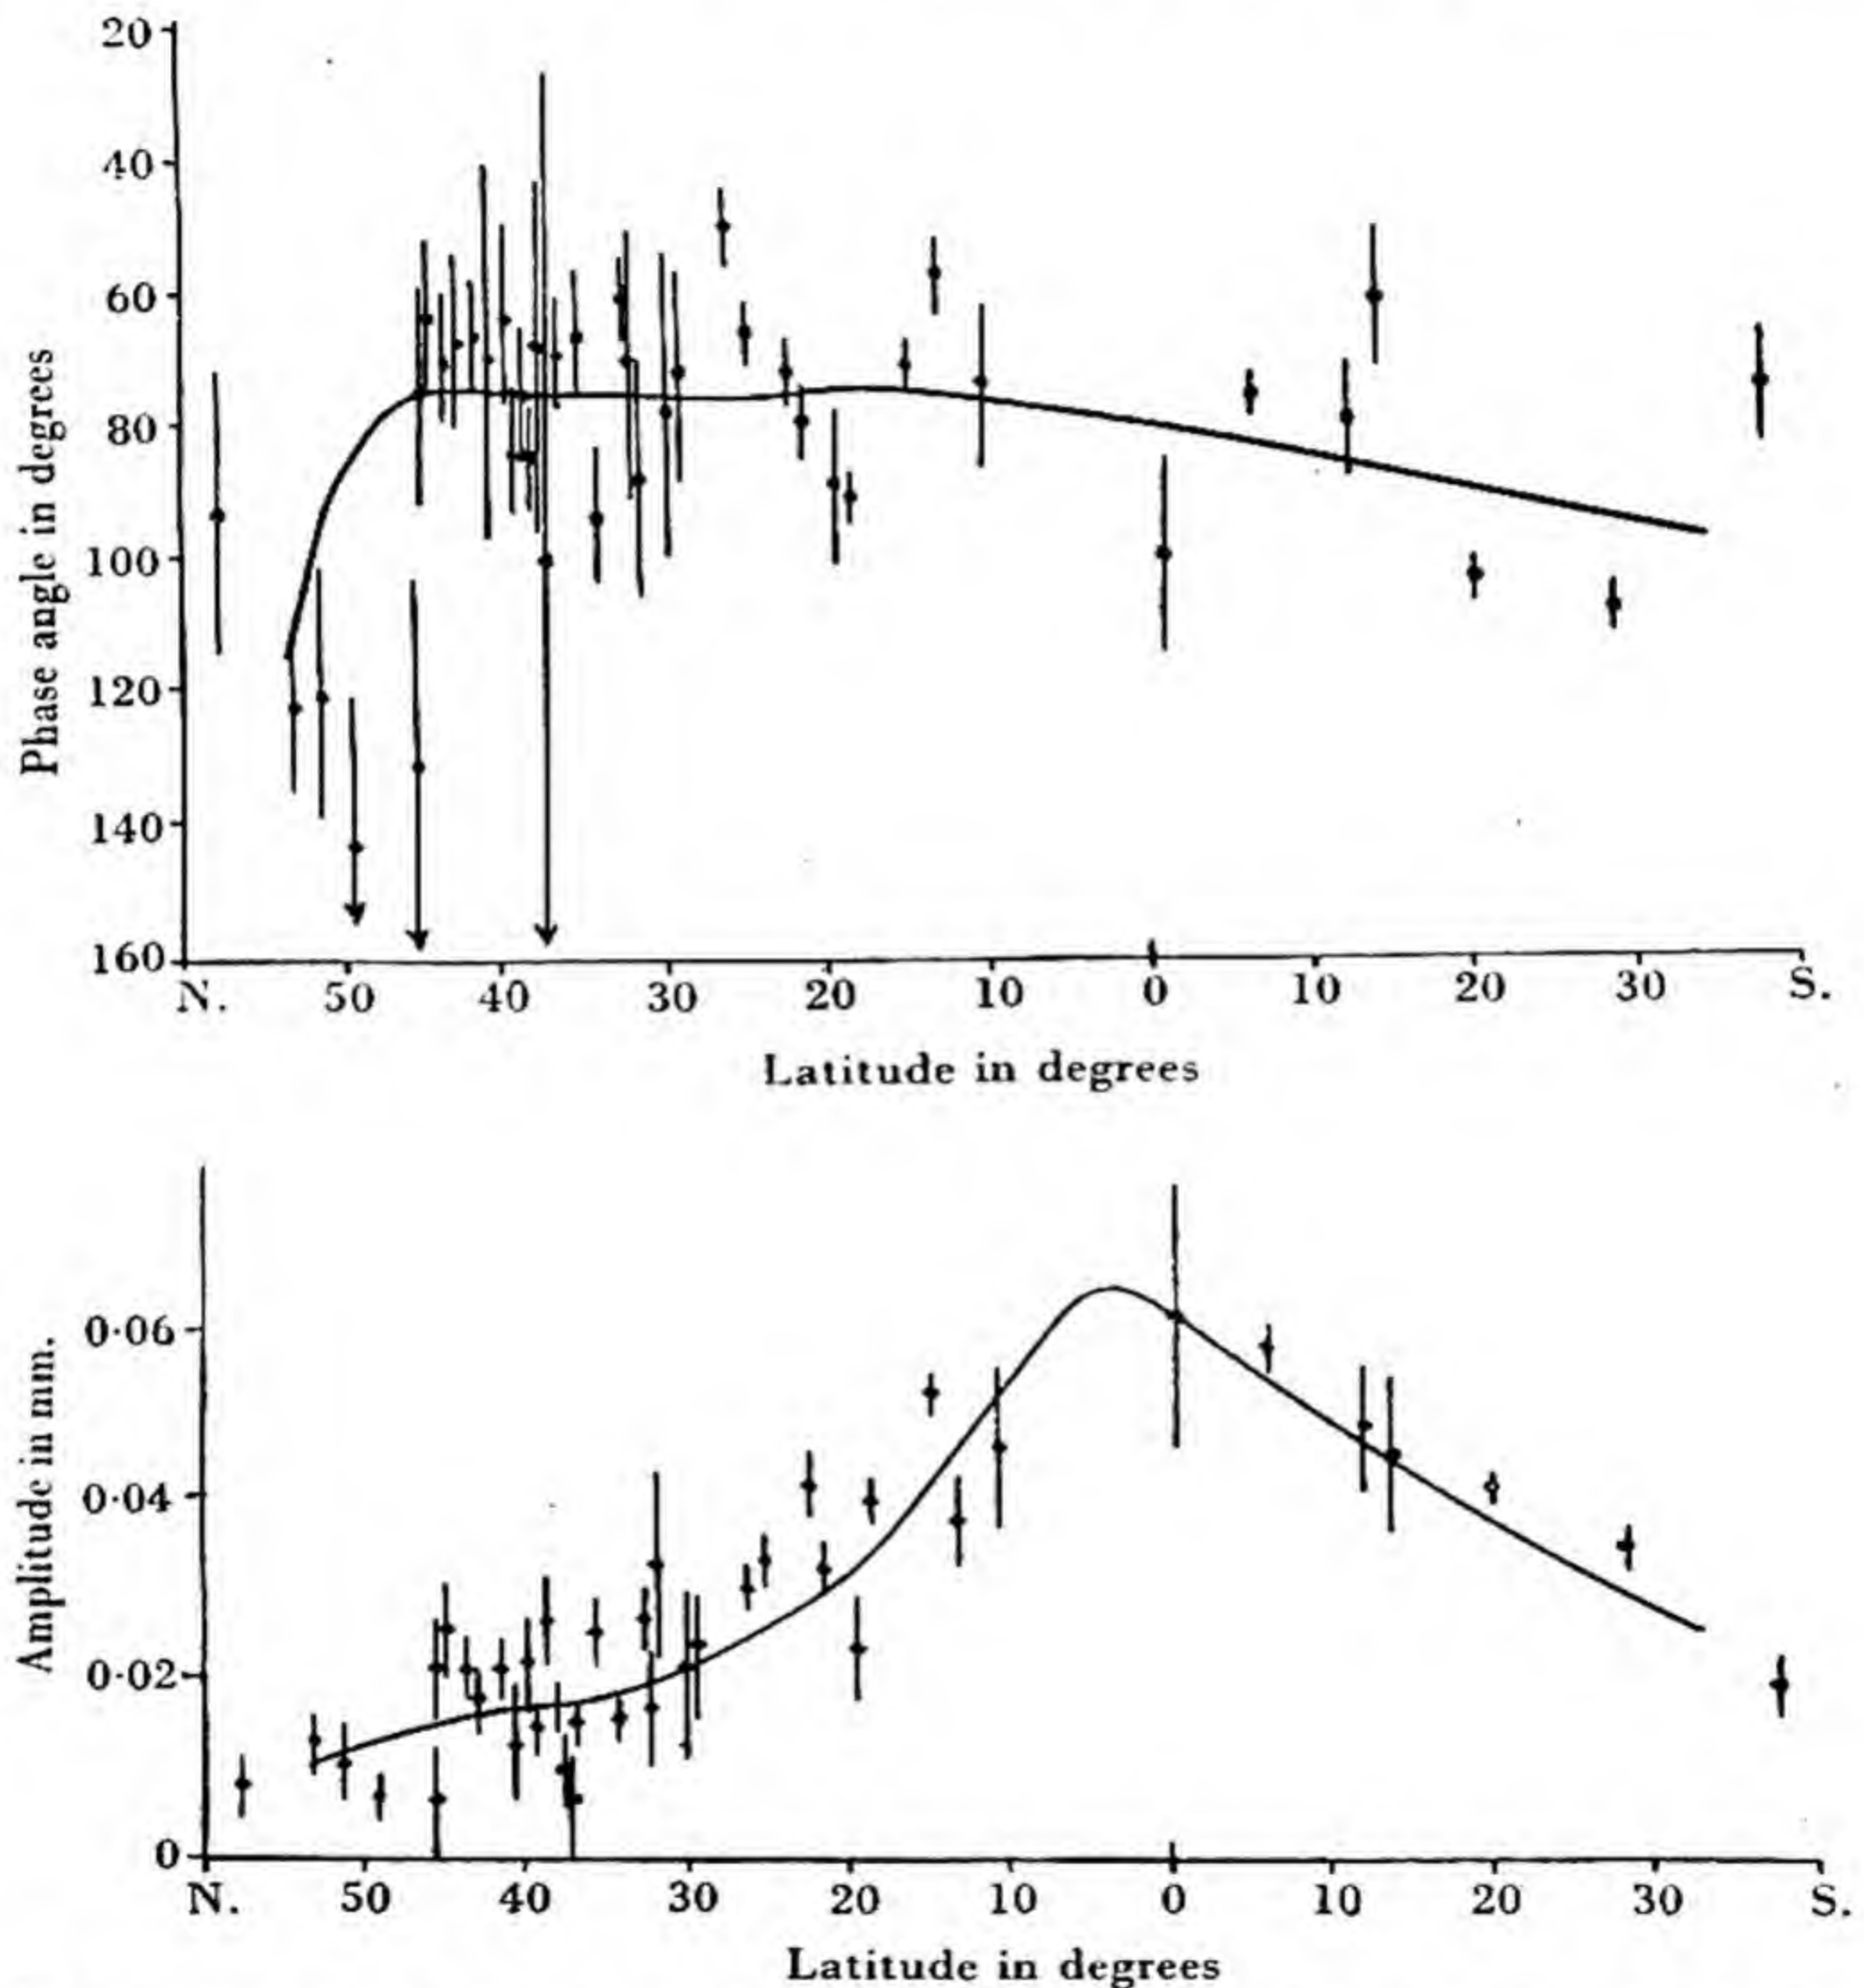 20
40
60
80
100
120
140
160
Phase angle in degrees
N. 50 40 30 20 10 0 10 20 30 S.
Latitude in degrees
0·06
0·04
0·02
0
Amplitude in mm.
N. 50 40 30 20 10 0 10 20 30 S.
Latitude in degrees